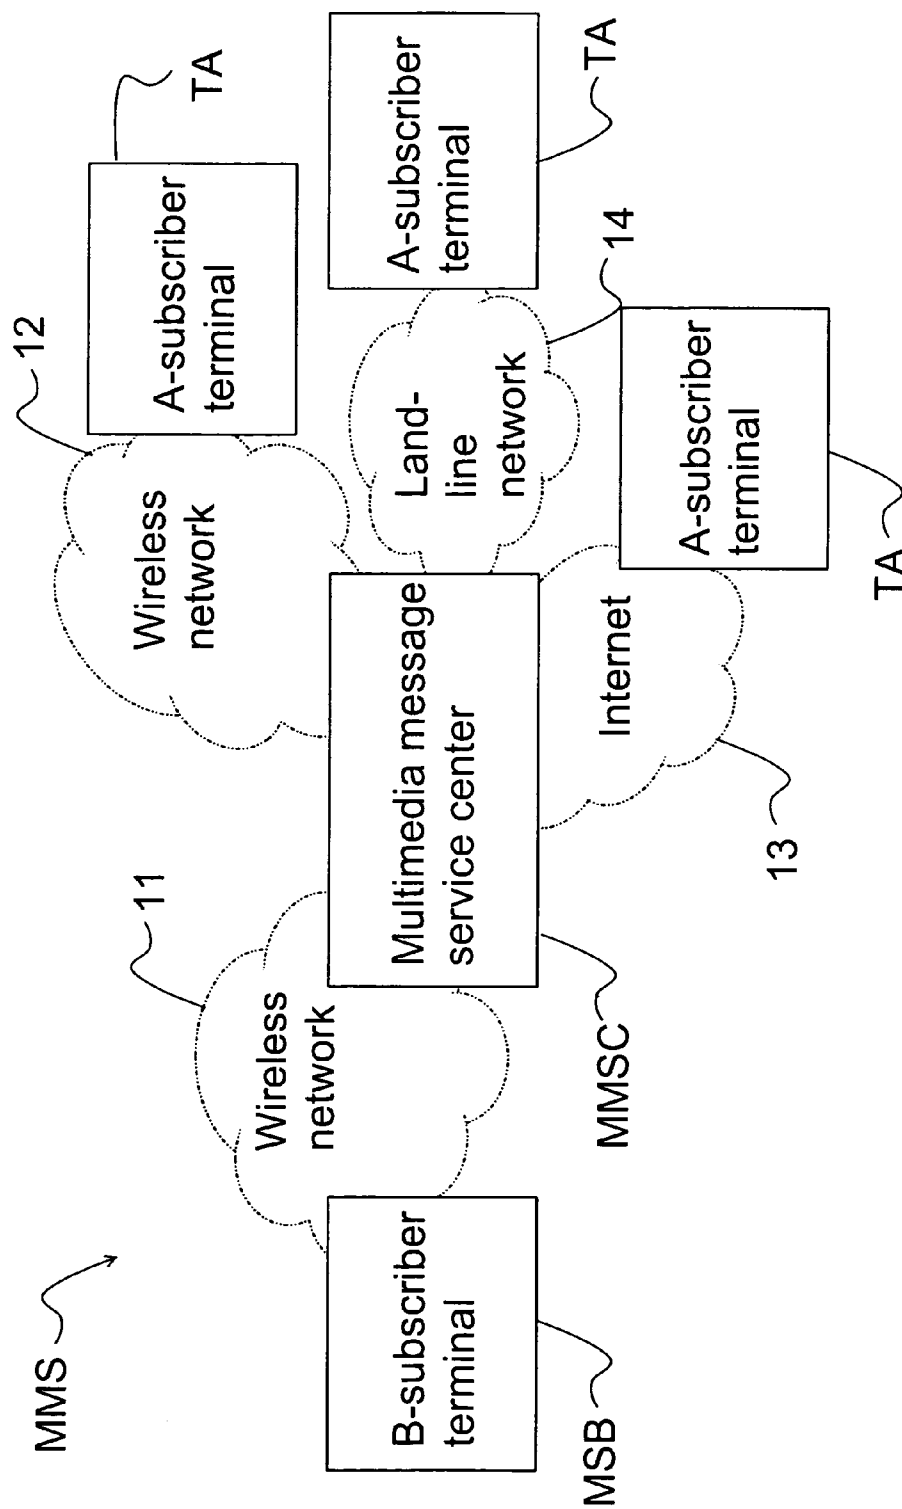 MMS
11
12
TA
B-subscriber
terminal
MSB
Wireless
network
Multimedia message
service center
MMSC
Wireless
network
A-subscriber
terminal
Land-
line
network
A-subscriber
terminal
TA
14
Internet
13
A-subscriber
terminal
TA